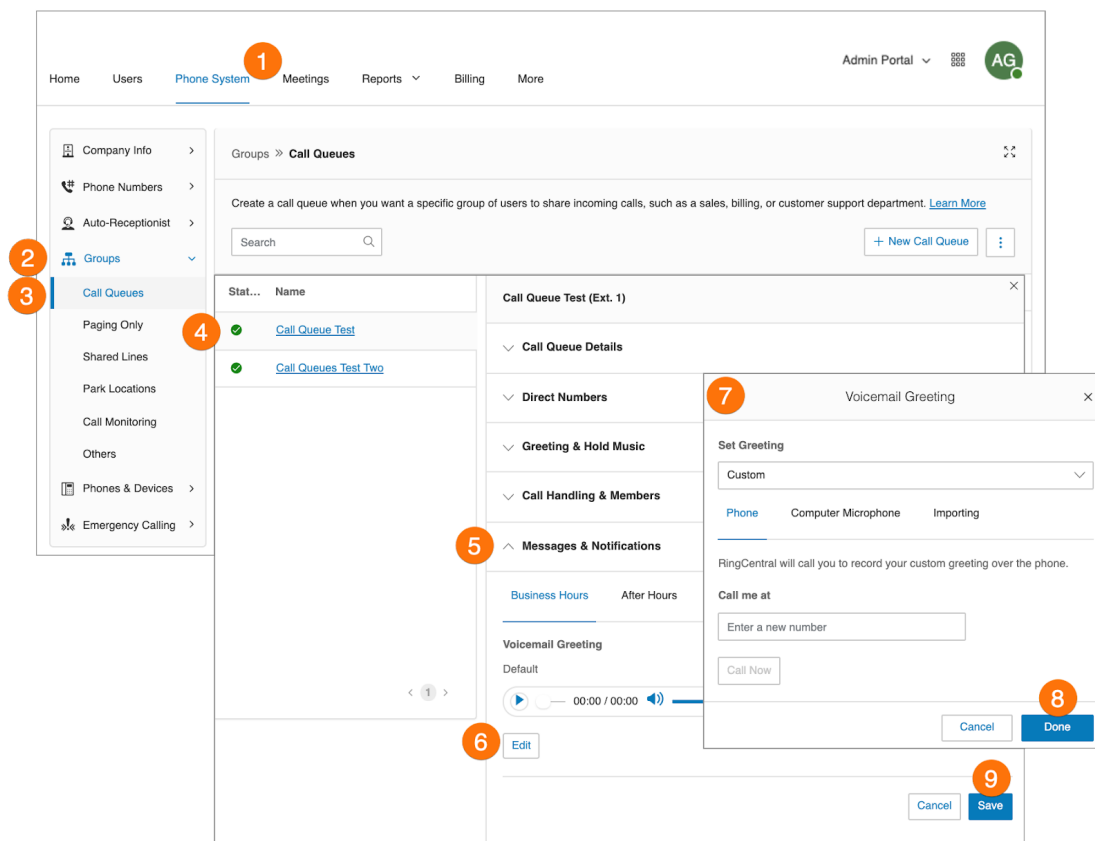 1
Admin Portal
AG
Home Users Phone System Meetings Reports Billing More
Company Info
Phone Numbers
Auto-Receptionist
2 Groups
3 Call Queues
Paging Only
Shared Lines
Park Locations
Call Monitoring
Others
Phones & Devices
Emergency Calling
Groups » Call Queues
Create a call queue when you want a specific group of users to share incoming calls, such as a sales, billing, or customer support department. Learn More
Search
+ New Call Queue
Stat... Name
4 Call Queue Test
Call Queues Test Two
< 1 >
Call Queue Test (Ext. 1)
Call Queue Details
Direct Numbers
Greeting & Hold Music
Call Handling & Members
5 Messages & Notifications
Business Hours After Hours
Voicemail Greeting
Default
00:00 / 00:00
6 Edit
7 Voicemail Greeting
Set Greeting
Custom
Phone Computer Microphone Importing
RingCentral will call you to record your custom greeting over the phone.
Call me at
Enter a new number
Call Now
8
Cancel Done
9
Cancel Save